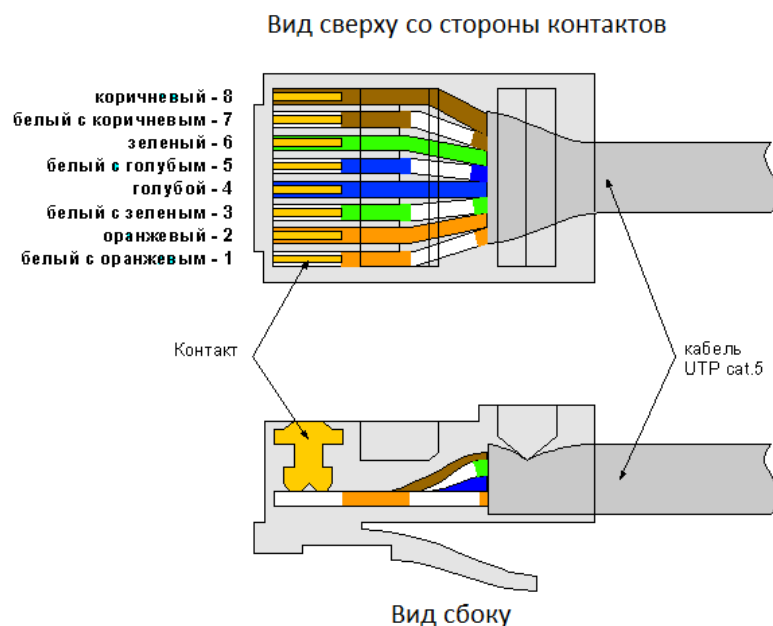 Вид сверху со стороны контактов
коричневый - 8
белый с коричневым - 7
зеленый - 6
белый с голубым - 5
голубой - 4
белый с зеленым - 3
оранжевый - 2
белый с оранжевым - 1
Контакт
кабель
UTP cat.5
Вид сбоку